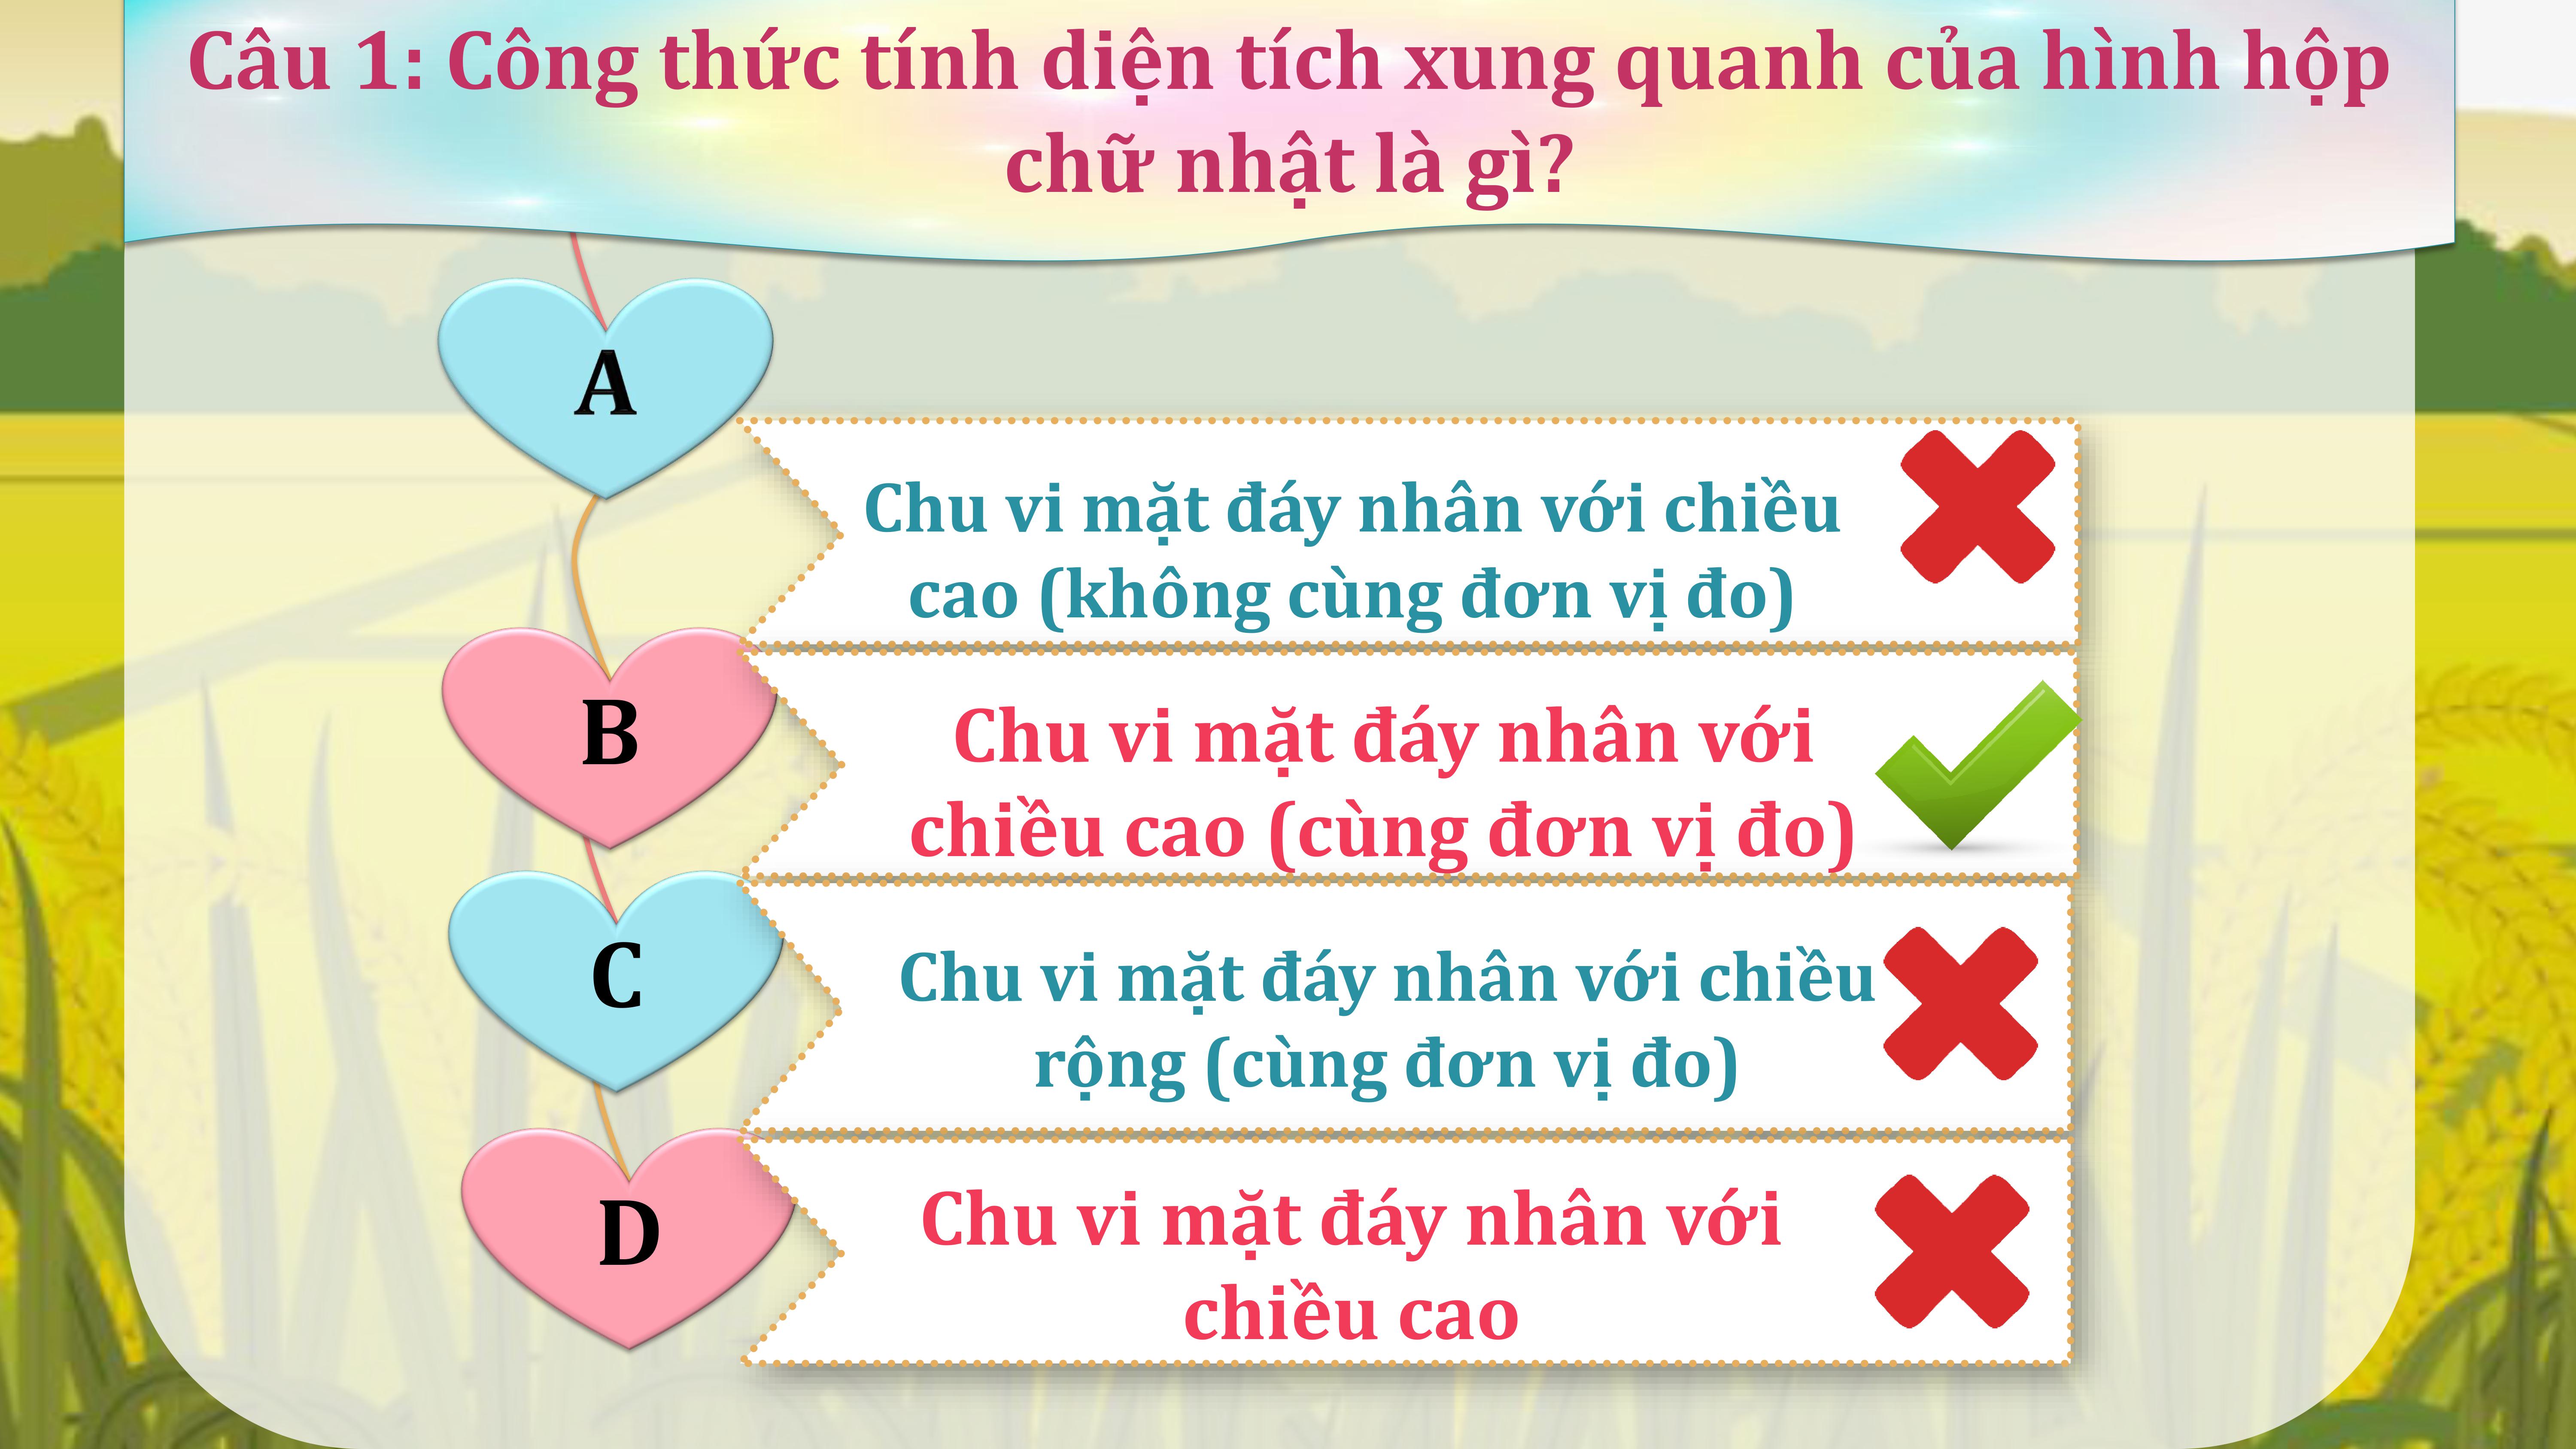 Câu 1: Công thức tính diện tích xung quanh của hình hộp
chữ nhật là gì?
A
Chu vi mặt đáy nhân với chiều
cao (không cùng đơn vị đo)
B
Chu vi mặt đáy nhân với
chiều cao (cùng đơn vị đo)
C
Chu vi mặt đáy nhân với chiều
rộng (cùng đơn vị đo)
D
Chu vi mặt đáy nhân với
chiều cao